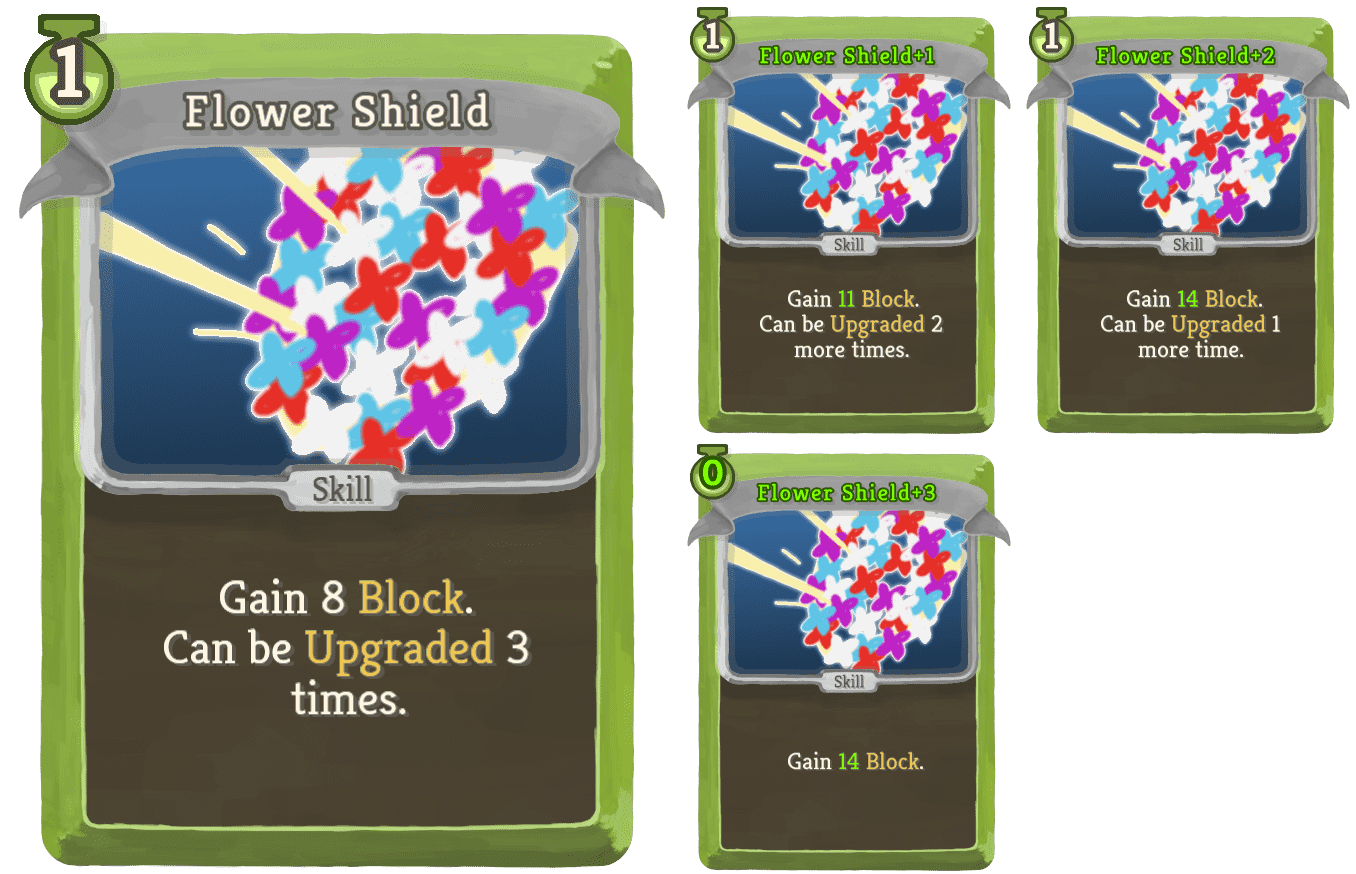 1
Flower Shield
Skill
Gain 8 Block.
Can be Upgraded 3
times.
1
Flower Shield+1
Skill
Gain 11 Block.
Can be Upgraded 2
more times.
1
Flower Shield+2
Skill
Gain 14 Block.
Can be Upgraded 1
more time.
0
Flower Shield+3
Skill
Gain 14 Block.